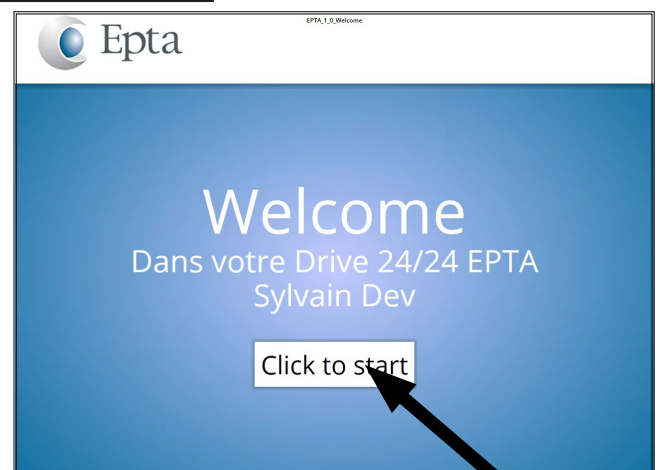 EPTA_1_0_Welcome
Epta
Welcome
Dans votre Drive 24/24 EPTA
Sylvain Dev
Click to start